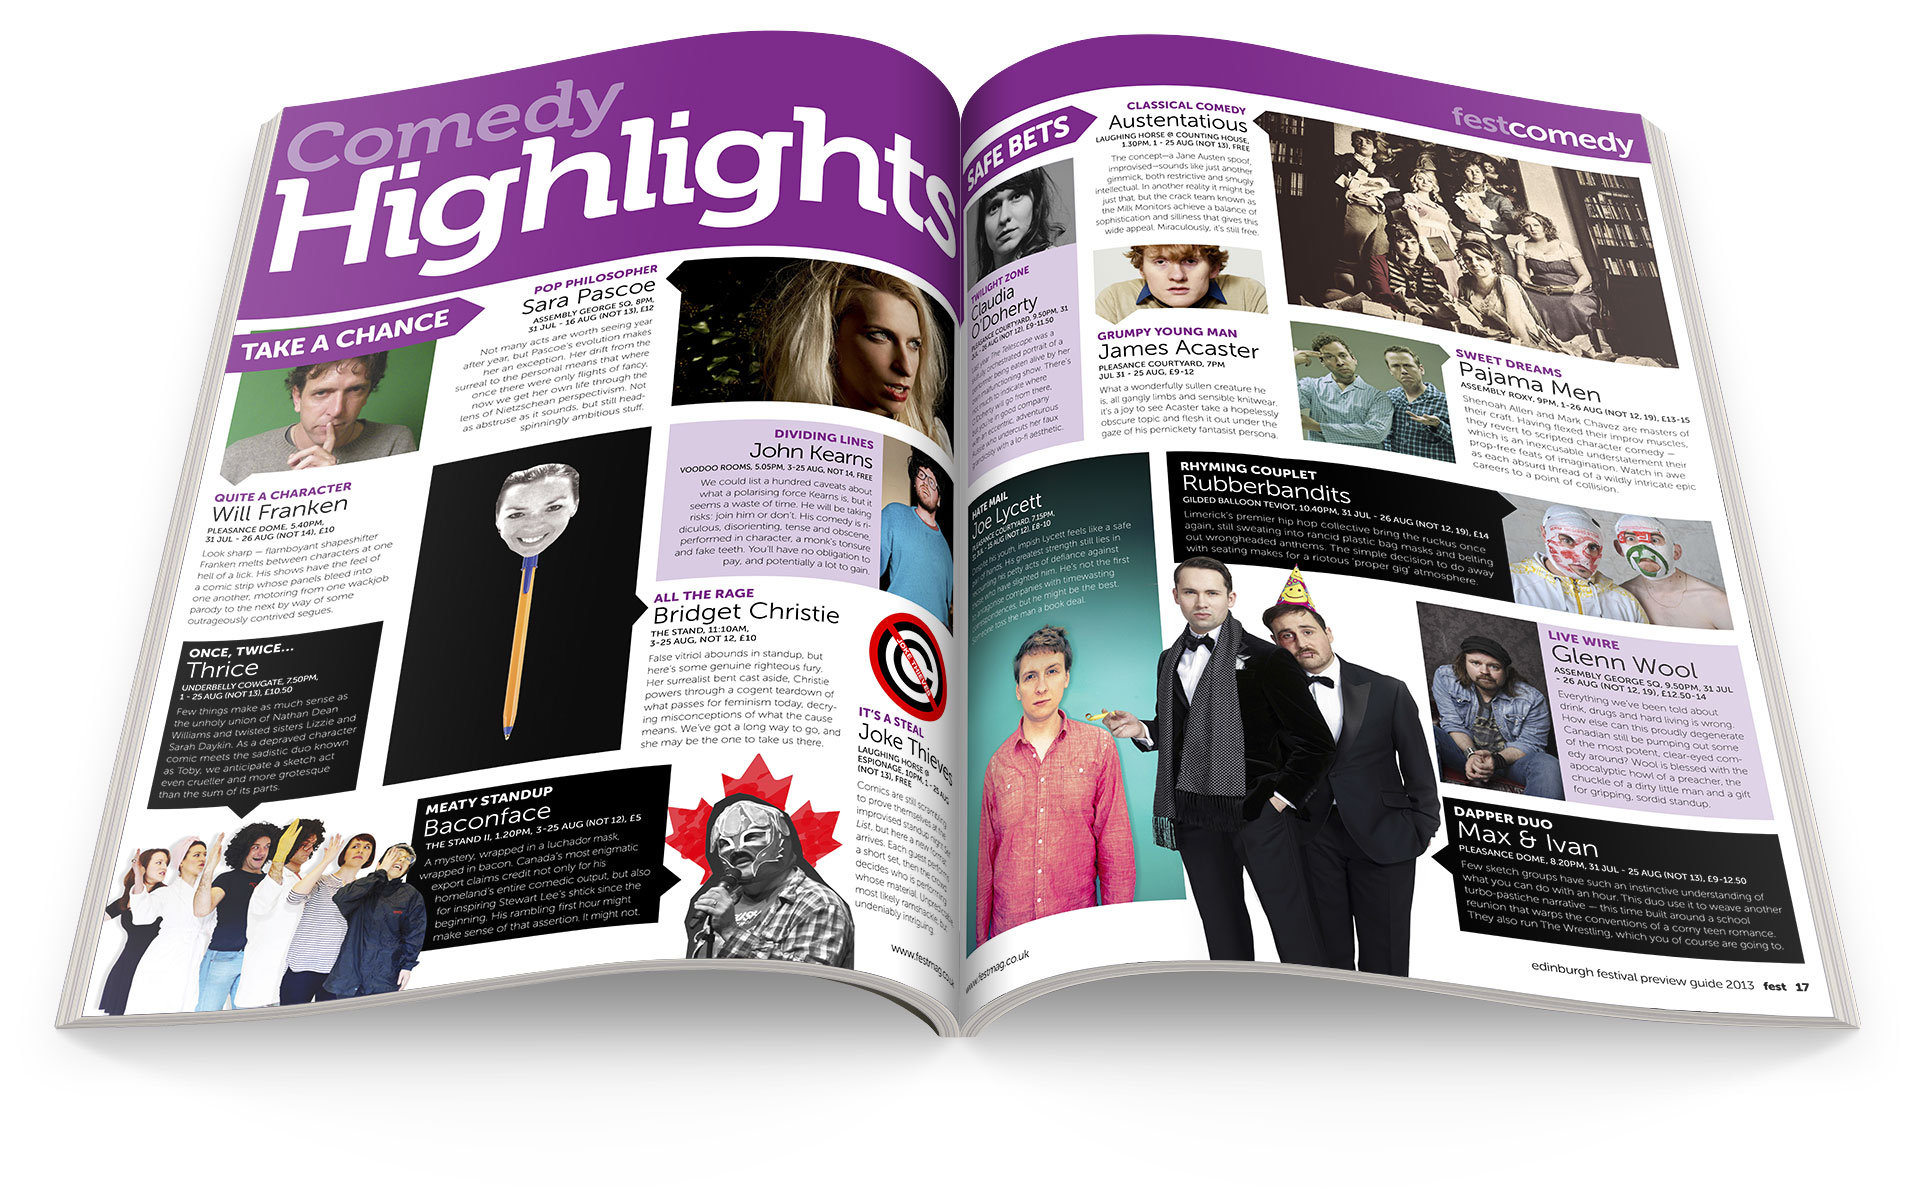 Comedy
Highlights
TAKE A CHANCE
POP PHILOSOPHER
Sara Pascoe
ASSEMBLY GEORGE SQ, 8PM,
31 JUL - 16 AUG (NOT 13), £12
Not many acts are worth seeing year
after year, but Pascoe's evolution makes
her an exception. Her drift from the
surreal to the personal means that where
once there were only flights of fancy,
now we get her own life through the
lens of Nietzschean perspectivism. Not
as abstruse as it sounds, but still head-
spinningly ambitious stuff.
QUITE A CHARACTER
Will Franken
PLEASANCE DOME, 5.40PM,
31 JUL - 26 AUG (NOT 14), £10
Look sharp — flamboyant shapeshifter
Franken melts between characters at one
hell of a lick. His shows have the feel of
a comic strip whose panels bleed into
one another, motoring from one wackjob
parody to the next by way of some
outrageously contrived segues.
DIVIDING LINES
John Kearns
VOODOO ROOMS, 5.05PM, 3-25 AUG, NOT 14, FREE
We could list a hundred caveats about
what a polarising force Kearns is, but it
seems a waste of time. He will be taking
risks: join him or don't. His comedy is ri-
diculous, disorienting, tense and obscene,
performed in character, a monk's tonsure
and fake teeth. You'll have no obligation to
pay, and potentially a lot to gain.
ALL THE RAGE
Bridget Christie
THE STAND, 11:10AM,
3-25 AUG, NOT 12, £10
False vitriol abounds in standup, but
here's some genuine righteous fury.
Her surrealist bent cast aside, Christie
powers through a cogent teardown of
what passes for feminism today, decry-
ing misconceptions of what the cause
means. We've got a long way to go, and
she may be the one to take us there.
ONCE, TWICE...
Thrice
UNDERBELLY COWGATE, 7.50PM,
1 - 25 AUG (NOT 13), £10.50
Few things make as much sense as
the unholy union of Nathan Dean
Williams and twisted sisters Lizzie and
Sarah Daykin. As a depraved character
comic meets the sadistic duo known
as Toby, we anticipate a sketch act
even crueller and more grotesque
than the sum of its parts.
MEATY STANDUP
Baconface
THE STAND II, 1.20PM, 3-25 AUG (NOT 12), £5
A mystery, wrapped in a luchador mask,
wrapped in bacon. Canada's most enigmatic
export claims credit not only for his
homeland's entire comedic output, but also
for inspiring Stewart Lee's shtick since the
beginning. His rambling first hour might
make sense of that assertion. It might not.
JOKE THIEVES
IT'S A STEAL
Joke Thieves
LAUGHING HORSE @
ESPIONAGE, 10PM, 1 - 25 AUG
(NOT 13), FREE
Comics are still scrambling
to prove themselves at the
improvised standup night Set
List, but here a new format
arrives. Each guest performs
a short set, then the crowd
decides who is performing
whose material. Unpredictable,
most likely ramshackle, but
undeniably intriguing.
www.festmag.co.uk
festcomedy
SAFE BETS
CLASSICAL COMEDY
Austentatious
LAUGHING HORSE @ COUNTING HOUSE,
1.30PM, 1 - 25 AUG (NOT 13), FREE
The concept—a Jane Austen spoof,
improvised—sounds like just another
gimmick, both restrictive and smugly
intellectual. In another reality it might be
just that, but the crack team known as
the Milk Monitors achieve a balance of
sophistication and silliness that gives this
wide appeal. Miraculously, it's still free.
TWILIGHT ZONE
Claudia
O'Doherty
PLEASANCE COURTYARD, 9.50PM, 31
JUL - 26 AUG (NOT 12), £9-11.50
year The Telescope was a
orchestrated portrait of a
performer being eaten alive by her
malfunctioning show. There's
much to indicate where
O'Doherty will go from there,
but you're in good company
with an eccentric, adventurous
who undercuts her faux
grandiosity with a lo-fi aesthetic.
GRUMPY YOUNG MAN
James Acaster
PLEASANCE COURTYARD, 7PM
JUL 31 - 25 AUG, £9-12
What a wonderfully sullen creature he
is, all gangly limbs and sensible knitwear.
it's a joy to see Acaster take a hopelessly
obscure topic and flesh it out under the
gaze of his pernickety fantasist persona.
SWEET DREAMS
Pajama Men
ASSEMBLY ROXY, 9PM, 1-26 AUG (NOT 12, 19), £13-15
Shenoah Allen and Mark Chavez are masters of
their craft. Having flexed their improv muscles,
they revert to scripted character comedy —
which is an inexcusable understatement their
prop-free feats of imagination. Watch in awe
as each absurd thread of a wildly intricate epic
careers to a point of collision.
HATE MAIL
Joe Lycett
PLEASANCE COURTYARD, 7.15PM,
JUL - 15 AUG (NOT 12), £8-10
his youth, impish Lycett feels like a safe
of hands. His greatest strength still lies in
his petty acts of defiance against
those who have slighted him. He's not the first
to antagonise companies with timewasting
correspondences, but he might be the best.
Someone toss the man a book deal.
RHYMING COUPLET
Rubberbandits
GILDED BALLOON TEVIOT, 10.40PM, 31 JUL - 26 AUG (NOT 12, 19), £14
Limerick's premier hip hop collective bring the ruckus once
again, still sweating into rancid plastic bag masks and belting
out wrongheaded anthems. The simple decision to do away
with seating makes for a riotous 'proper gig' atmosphere.
LIVE WIRE
Glenn Wool
ASSEMBLY GEORGE SQ, 9.50PM, 31 JUL
- 26 AUG (NOT 12, 19), £12.50-14
Everything we've been told about
drink, drugs and hard living is wrong.
How else can this proudly degenerate
Canadian still be pumping out some
of the most potent, clear-eyed com-
edy around? Wool is blessed with the
apocalyptic howl of a preacher, the
chuckle of a dirty little man and a gift
for gripping, sordid standup.
DAPPER DUO
Max & Ivan
PLEASANCE DOME, 8.20PM, 31 JUL - 25 AUG (NOT 13), £9-12.50
Few sketch groups have such an instinctive understanding of
what you can do with an hour. This duo use it to weave another
turbo-pastiche narrative — this time built around a school
reunion that warps the conventions of a corny teen romance.
They also run The Wrestling, which you of course are going to.
www.festmag.co.uk
edinburgh festival preview guide 2013 fest 17